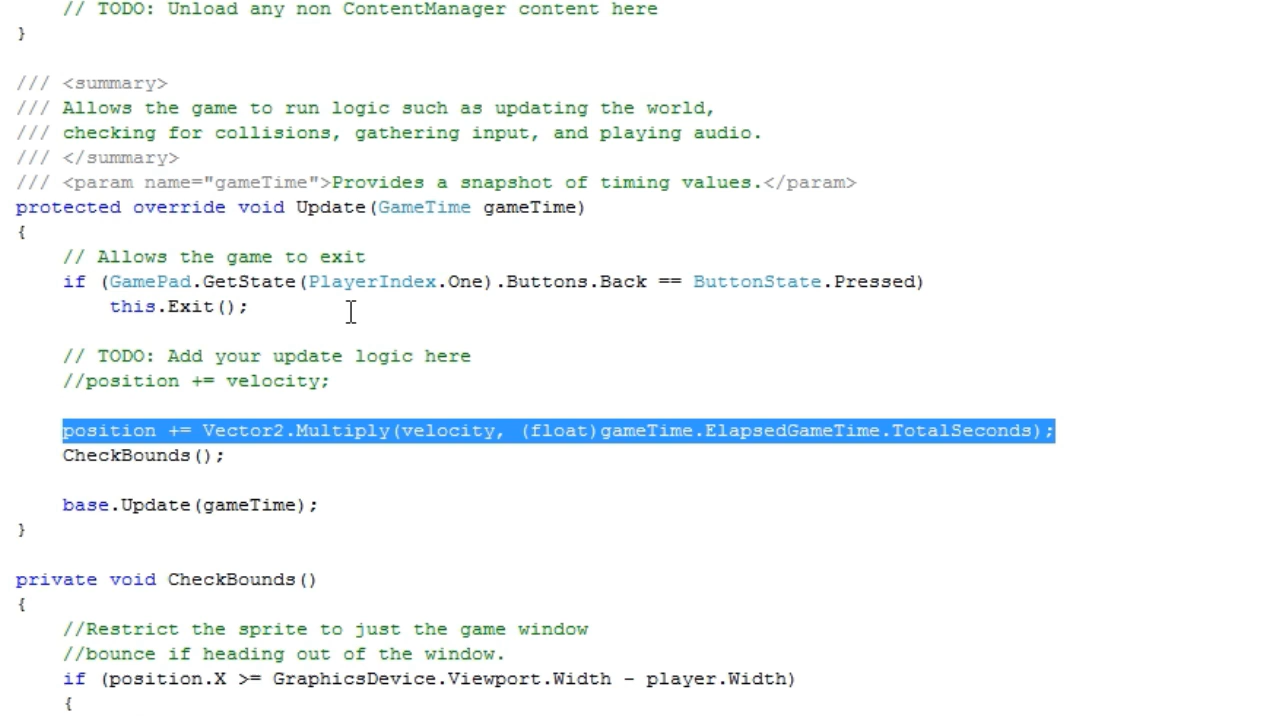 // TODO: Unload any non ContentManager content here
}
/// <summary>
/// Allows the game to run logic such as updating the world,
/// checking for collisions, gathering input, and playing audio.
/// </summary>
/// <param name="gameTime">Provides a snapshot of timing values.</param>
protected override void Update(GameTime gameTime)
{
// Allows the game to exit
if (GamePad.GetState(PlayerIndex.One).Buttons.Back == ButtonState.Pressed)
this.Exit();
// TODO: Add your update logic here
//position += velocity;
position += Vector2.Multiply(velocity, (float)gameTime.ElapsedGameTime.TotalSeconds);
CheckBounds();
base.Update(gameTime);
}
private void CheckBounds()
{
//Restrict the sprite to just the game window
//bounce if heading out of the window.
if (position.X >= GraphicsDevice.Viewport.Width - player.Width)
{